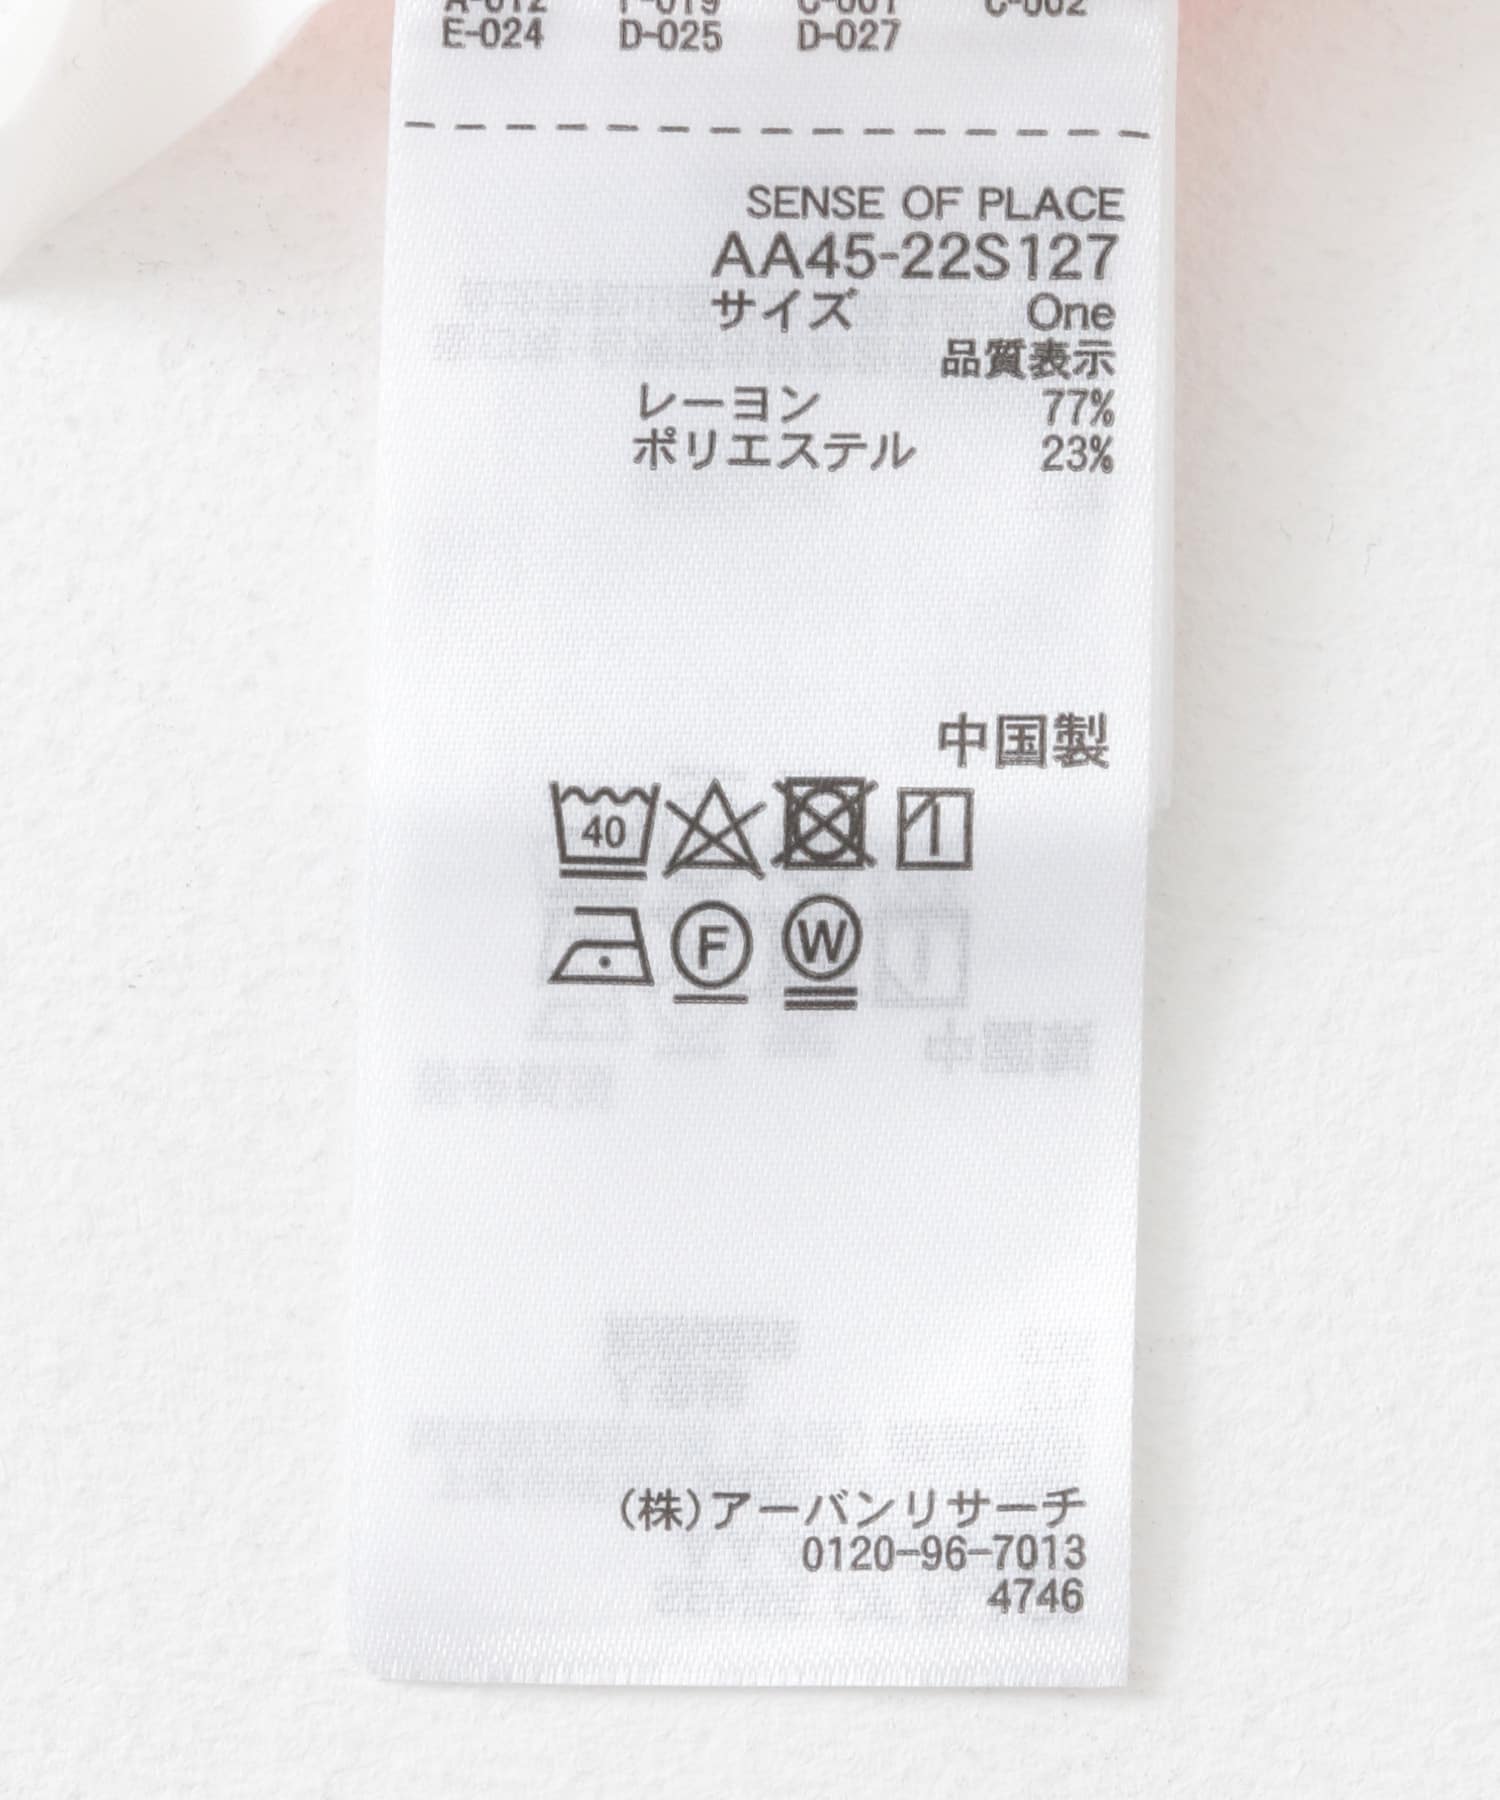 E-024 D-025 D-027
SENSE OF PLACE
AA45-22S127
サイズ One
品質表示
レーヨン 77%
ポリエステル 23%
中国製
40
F W
(株)アーバンリサーチ
0120-96-7013
4746